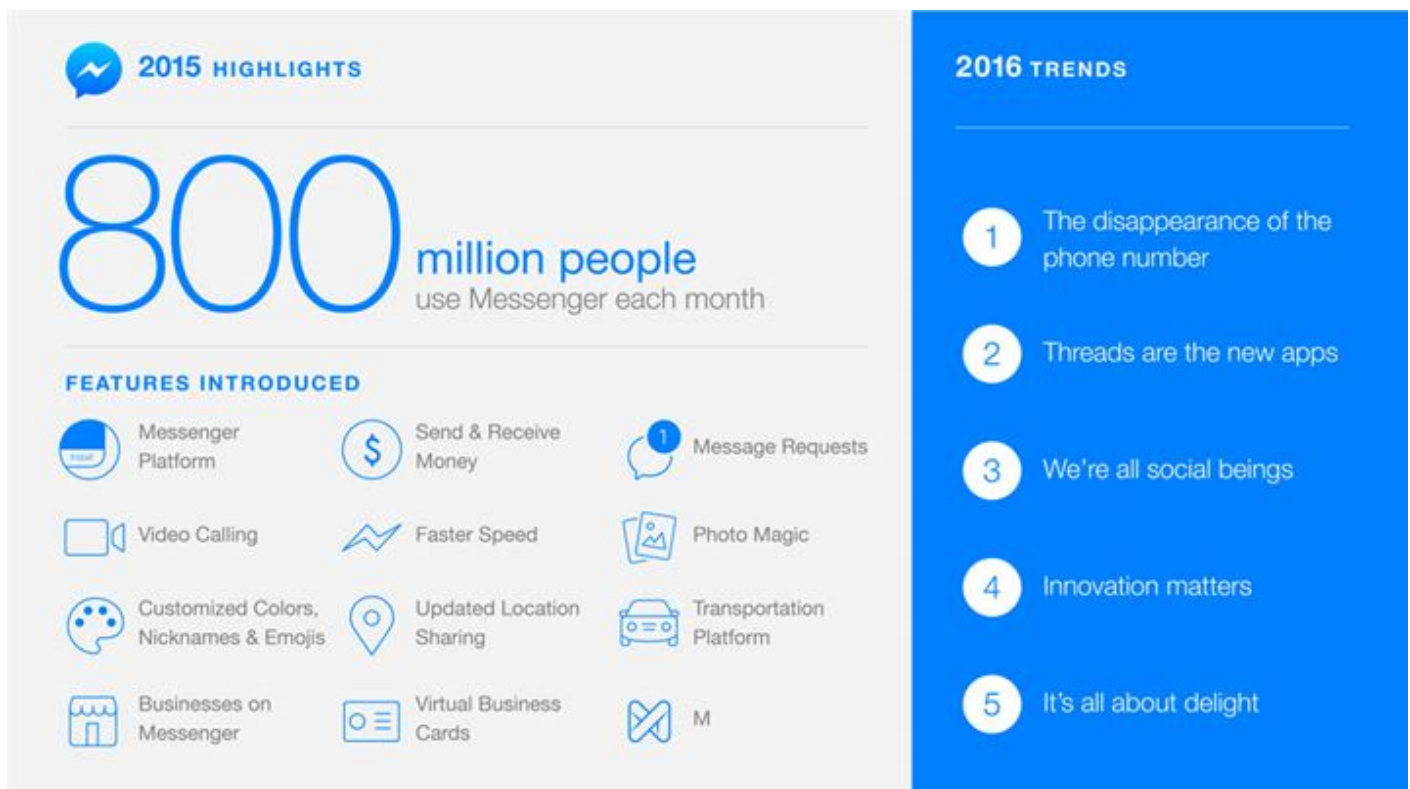 2015 HIGHLIGHTS
800
million people
use Messenger each month
FEATURES INTRODUCED
Messenger
Platform
Send & Receive
Money
1
Message Requests
Video Calling
Faster Speed
Photo Magic
Customized Colors,
Nicknames & Emojis
Updated Location
Sharing
Transportation
Platform
Businesses on
Messenger
Virtual Business
Cards
M
2016 TRENDS
1
The disappearance of the
phone number
2
Threads are the new apps
3
We're all social beings
4
Innovation matters
5
It's all about delight